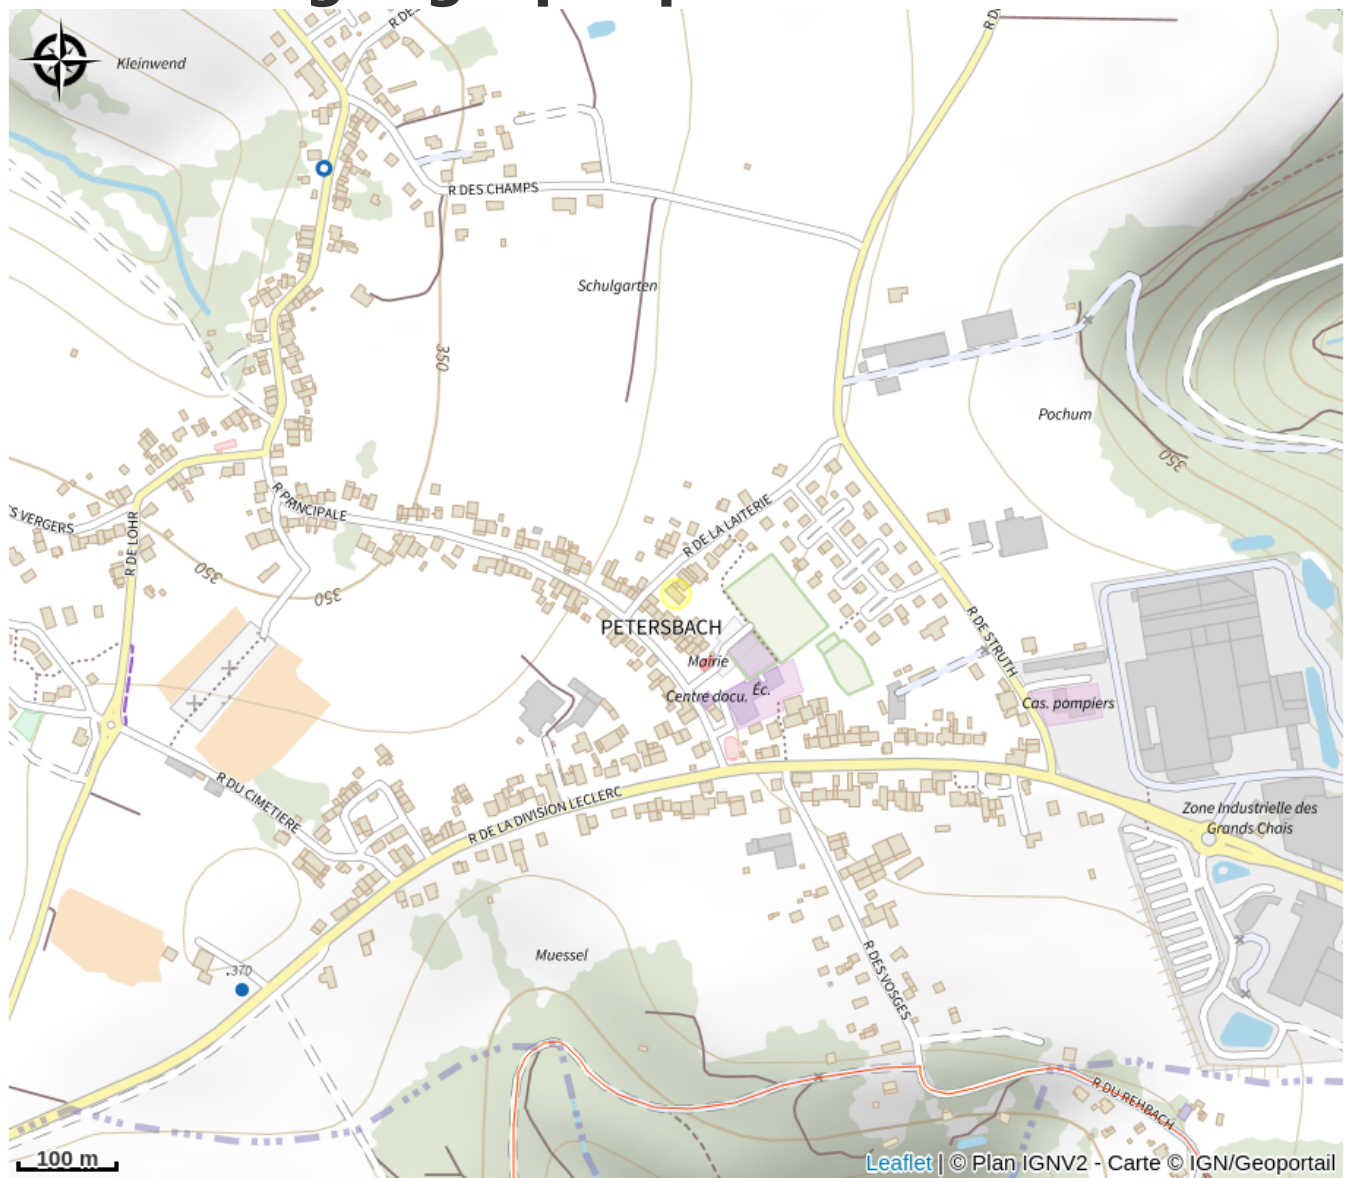 Kleinwend
R DES CHAMPS
Schulgarten
350
Pochum
350
R PRINCIPALE
S VERGERS
R DE LOHR
350
350
R DE LA LAITERIE
PETERSBACH
R DE STRUTH
Mairie
Centre docu.
Éc.
Cas. pompiers
R DU CIMETIERE
R DE LA DIVISION LECLERC
Zone Industrielle des
Grands Chais
Muessel
.370
R DES VOSGES
R DU REHBACH
100 m
Leaflet | © Plan IGNV2 - Carte © IGN/Geoportail